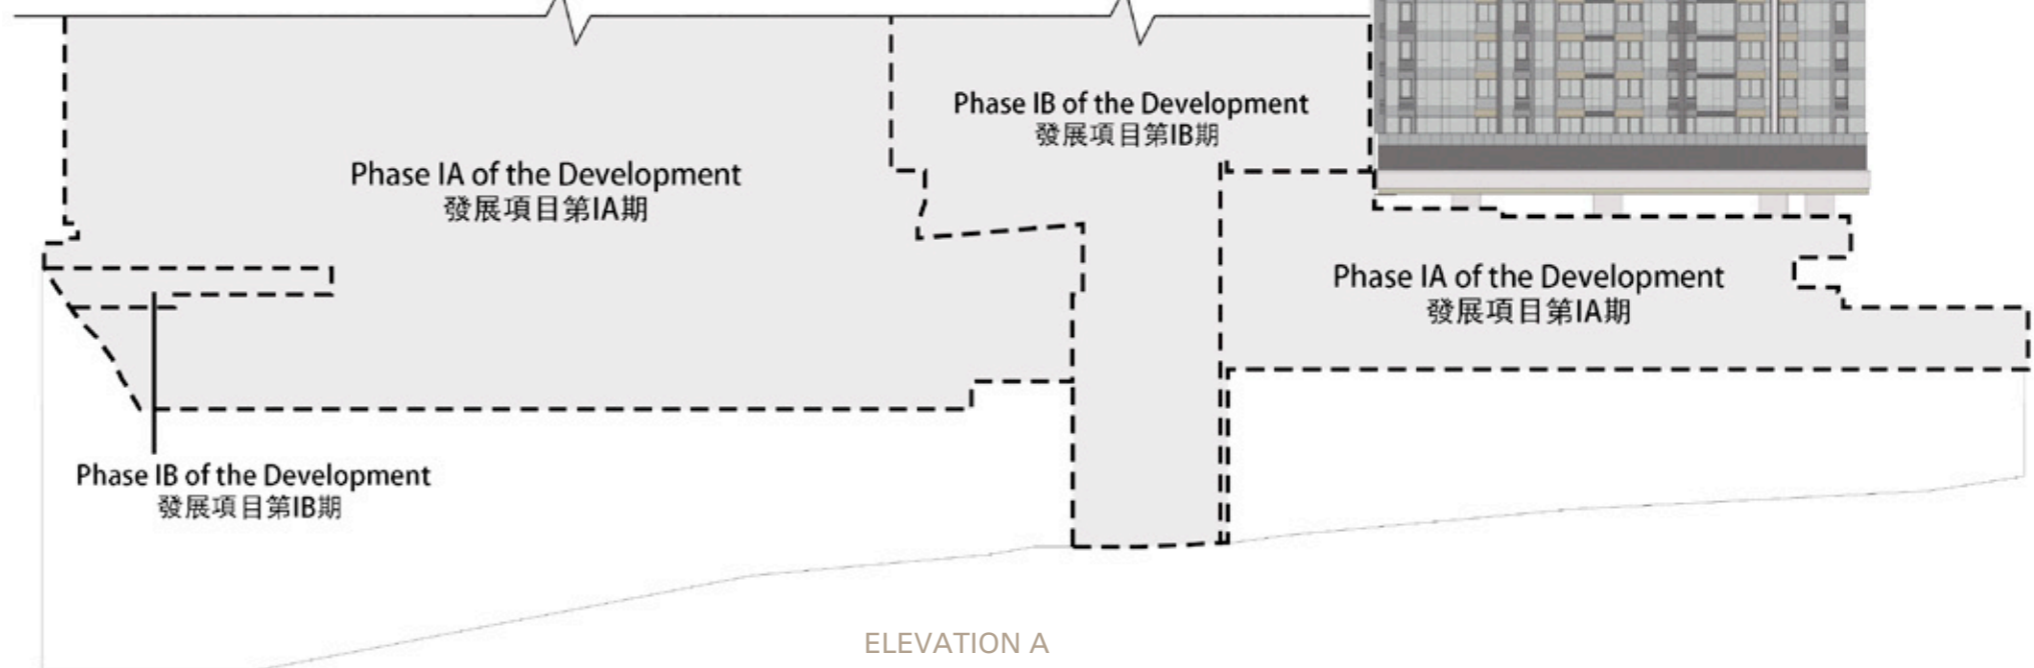 Phase IB of the Development
發展項目第IB期
Phase IA of the Development
發展項目第IA期
Phase IA of the Development
發展項目第IA期
Phase IB of the Development
發展項目第IB期
ELEVATION A